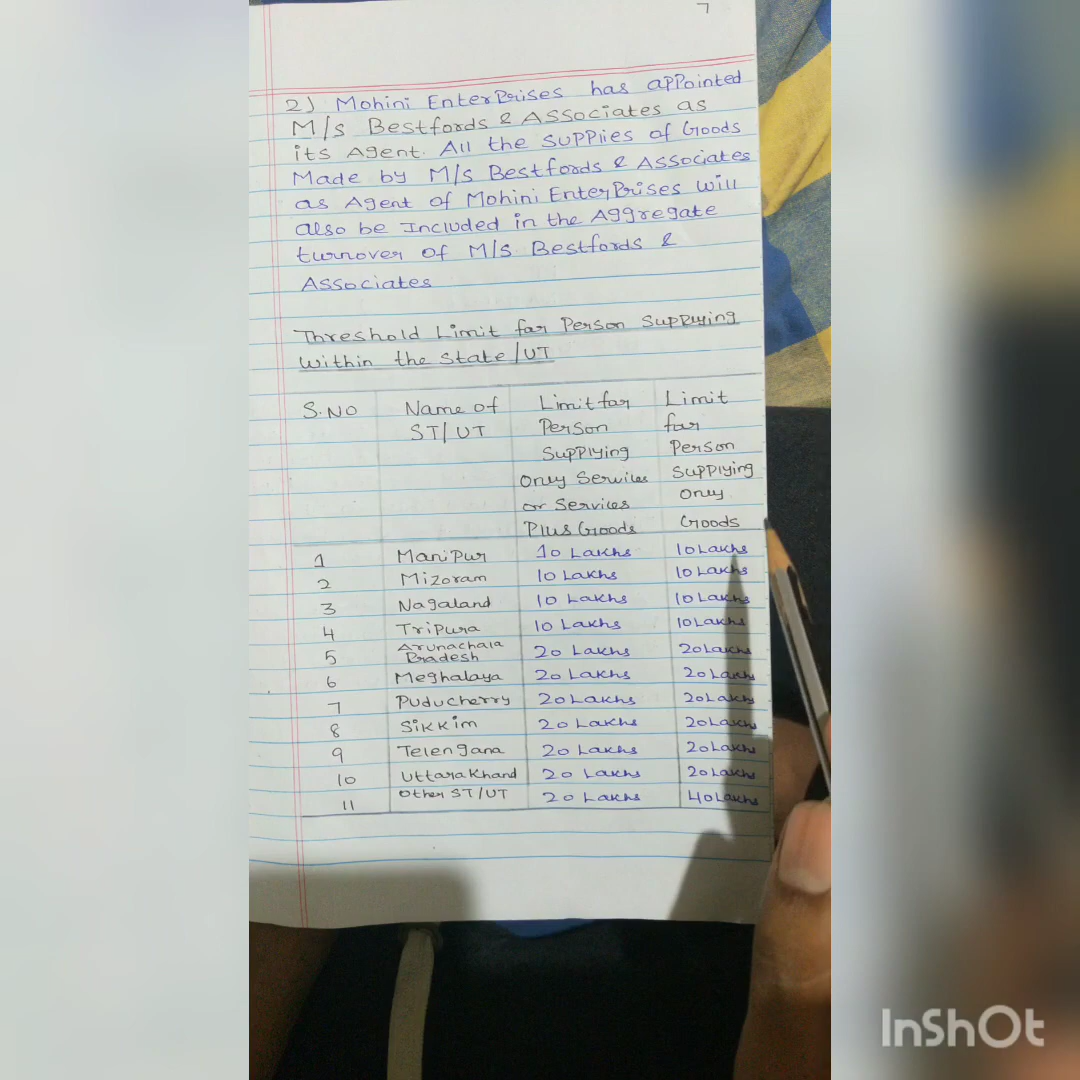 7
2) Mohini Enterprises has appointed
M/s Bestfords & Associates as
its Agent. All the supplies of Goods
Made by M/s Bestfords & Associates
as Agent of Mohini Enterprises will
also be Included in the Aggregate
turnover of M/s Bestfords &
Associates
Threshold Limit for Person Supplying
within the State/UT
S.NO Name of ST/UT Limit for Person Supplying Only Services or Services Plus Goods Limit for Person Supplying Only Goods
1 Manipur 10 Lakhs 10 Lakhs
2 Mizoram 10 Lakhs 10 Lakhs
3 Nagaland 10 Lakhs 10 Lakhs
4 Tripura 10 Lakhs 10 Lakhs
5 Arunachala Pradesh 20 Lakhs 20 Lakhs
6 Meghalaya 20 Lakhs 20 Lakhs
7 Puducherry 20 Lakhs 20 Lakhs
8 Sikkim 20 Lakhs 20 Lakhs
9 Telengana 20 Lakhs 20 Lakhs
10 Uttarakhand 20 Lakhs 20 Lakhs
11 Other ST/UT 20 Lakhs 40 Lakhs
InShOt